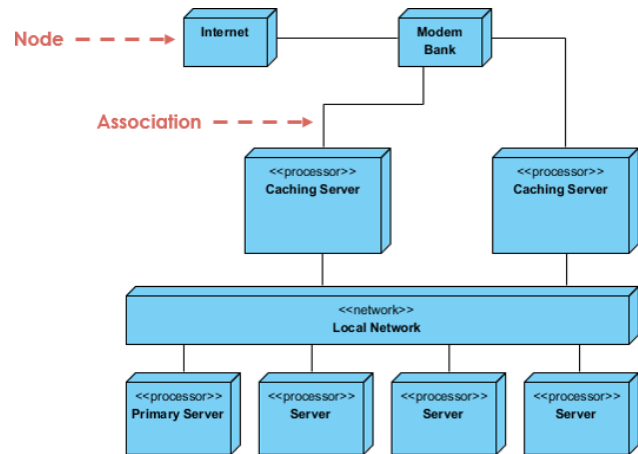 Node
Internet
Modem
Bank
Association
<<processor>>
Caching Server
<<processor>>
Caching Server
<<network>>
Local Network
<<processor>>
Primary Server
<<processor>>
Server
<<processor>>
Server
<<processor>>
Server